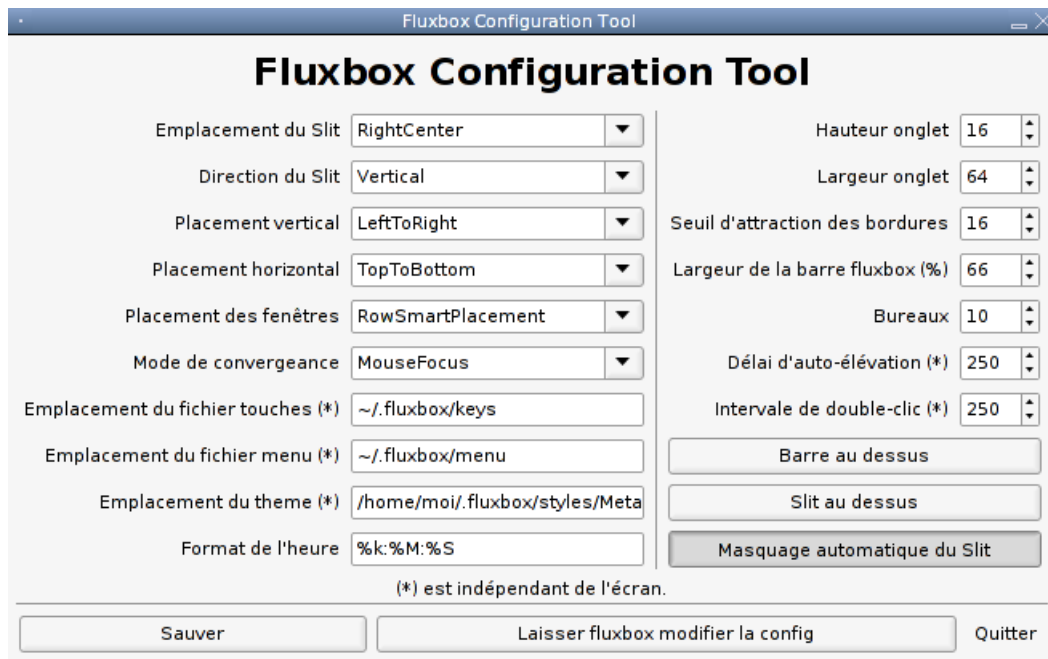 Fluxbox Configuration Tool
Fluxbox Configuration Tool
Emplacement du Slit RightCenter
Direction du Slit Vertical
Placement vertical LeftToRight
Placement horizontal TopToBottom
Placement des fenêtres RowSmartPlacement
Mode de convergeance MouseFocus
Emplacement du fichier touches (*) ~/.fluxbox/keys
Emplacement du fichier menu (*) ~/.fluxbox/menu
Emplacement du theme (*) /home/moi/.fluxbox/styles/Meta
Format de l'heure %k:%M:%S
Hauteur onglet 16
Largeur onglet 64
Seuil d'attraction des bordures 16
Largeur de la barre fluxbox (%) 66
Bureaux 10
Délai d'auto-élévation (*) 250
Intervale de double-clic (*) 250
Barre au dessus
Slit au dessus
Masquage automatique du Slit
(*) est indépendant de l'écran.
Sauver Laisser fluxbox modifier la config Quitter